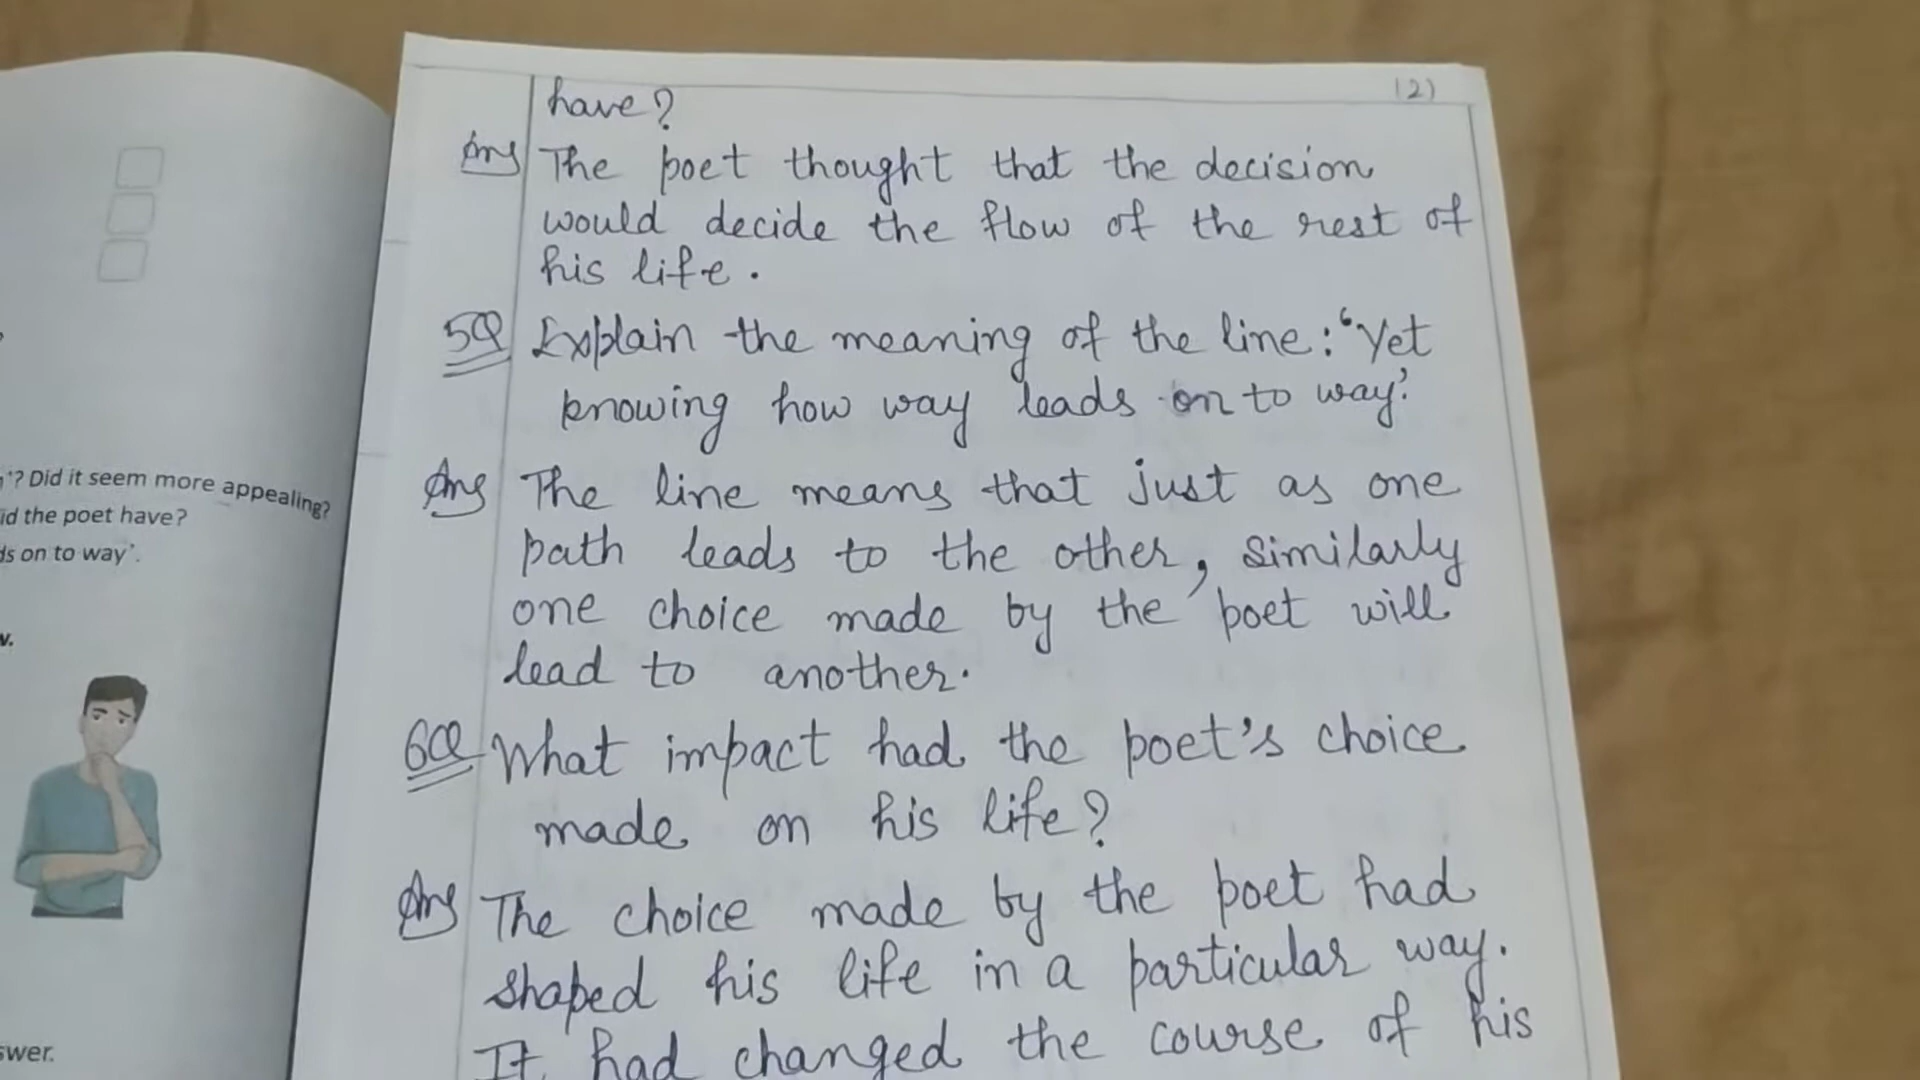 '? Did it seem more appealing?
id the poet have?
ds on to way'.
w.
swer.
(2)
have?
Ans The poet thought that the decision
would decide the flow of the rest of
his life.
5Q Explain the meaning of the line: 'Yet
knowing how way leads on to way'.
Ans The line means that just as one
path leads to the other, similarly
one choice made by the poet will
lead to another.
6Q What impact had the poet's choice
made on his life?
Ans The choice made by the poet had
shaped his life in a particular way.
It had changed the course of his